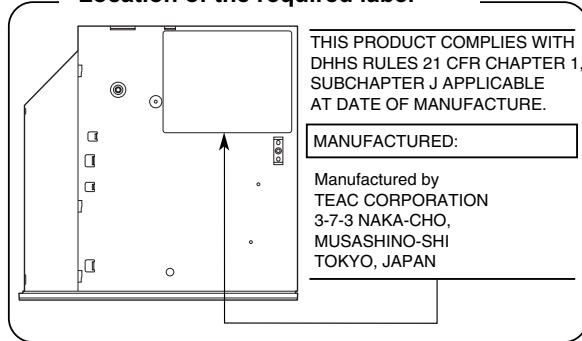 Location of the required label
THIS PRODUCT COMPLIES WITH
DHHS RULES 21 CFR CHAPTER 1,
SUBCHAPTER J APPLICABLE
AT DATE OF MANUFACTURE.
MANUFACTURED:
Manufactured by
TEAC CORPORATION
3-7-3 NAKA-CHO,
MUSASHINO-SHI
TOKYO, JAPAN